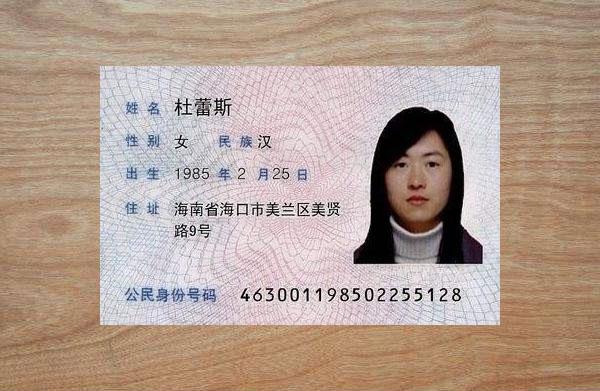 姓名 杜蕾斯
性别 女 民族 汉
出生 1985 年 2 月 25 日
住址 海南省海口市美兰区美贤
路9号
公民身份号码 463001198502255128